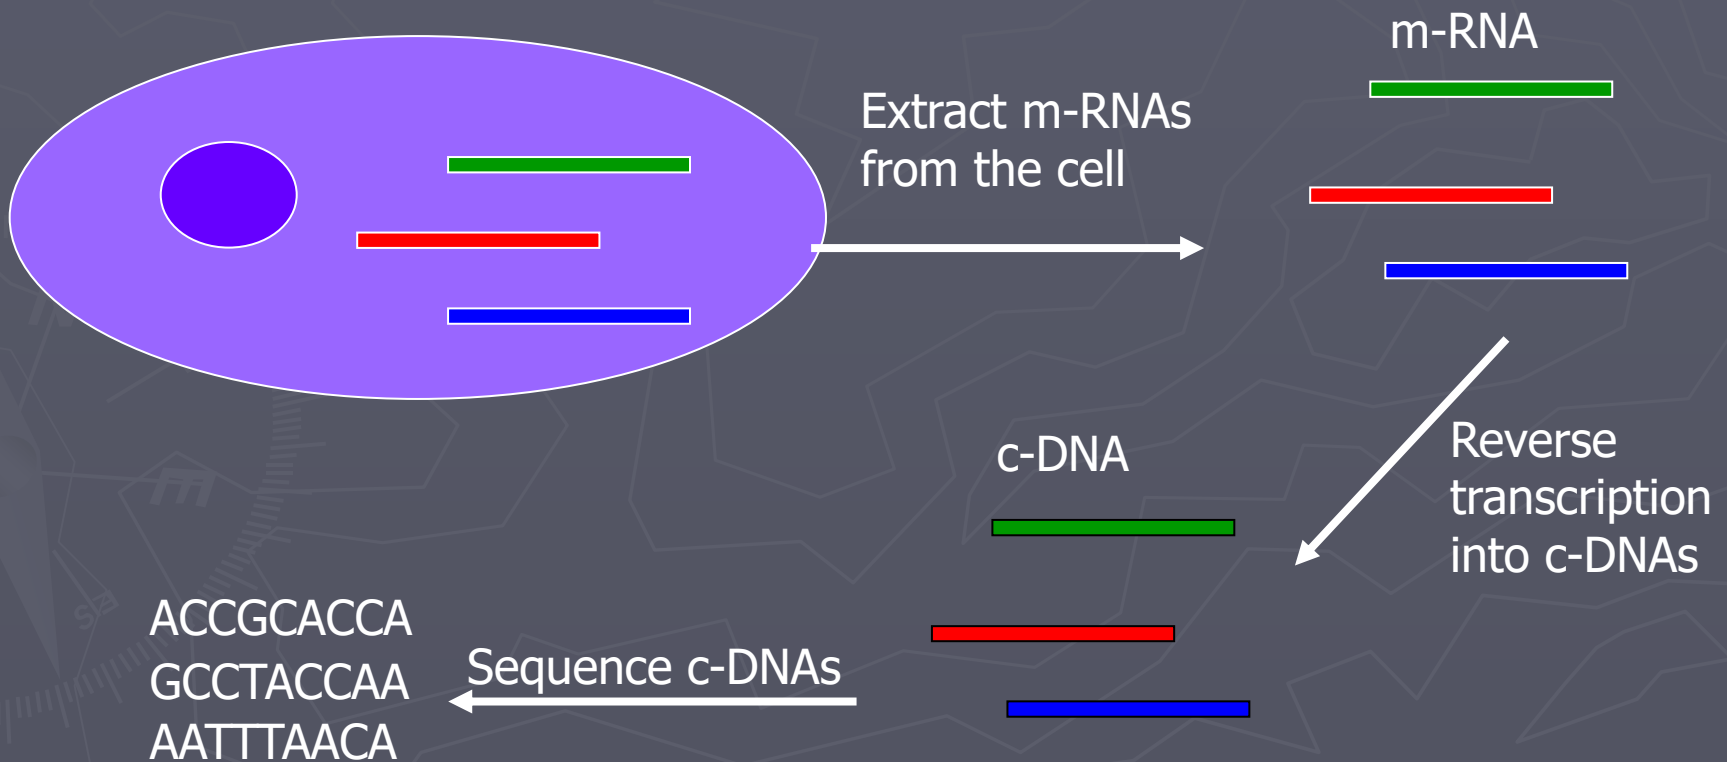 m-RNA
Extract m-RNAs
from the cell
Reverse
transcription
into c-DNAs
c-DNA
Sequence c-DNAs
ACCGCACCA
GCCTACCAA
AATTTAACA